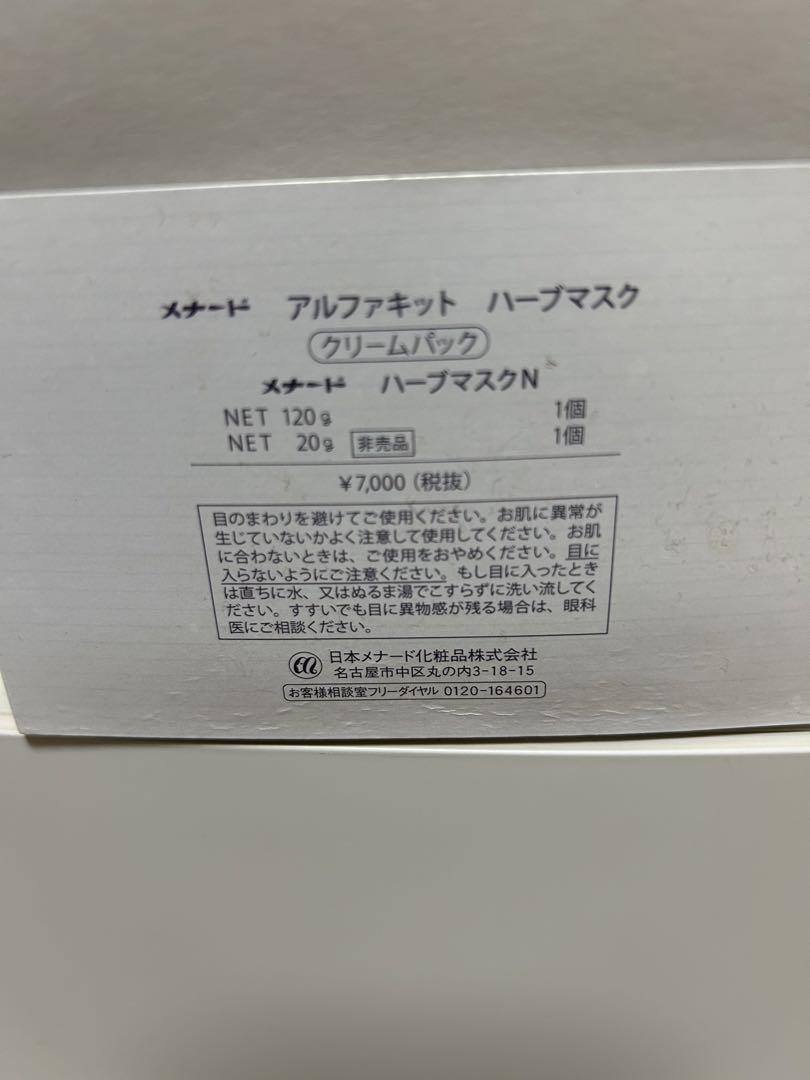 メナード アルファキット ハーブマスク
クリームパック
メナード ハーブマスクN
NET 120g 1個
NET 20g 非売品 1個
¥7,000(税抜)
目のまわりを避けてご使用ください。お肌に異常が
生じていないかよく注意して使用してください。お肌
に合わないときは、ご使用をおやめください。目に
入らないようにご注意ください。もし目に入ったとき
は直ちに水、又はぬるま湯でこすらずに洗い流してく
ださい。すすいでも目に異物感が残る場合は、眼科
医にご相談ください。
日本メナード化粧品株式会社
名古屋市中区丸の内3-18-15
お客様相談室フリーダイヤル 0120-164601